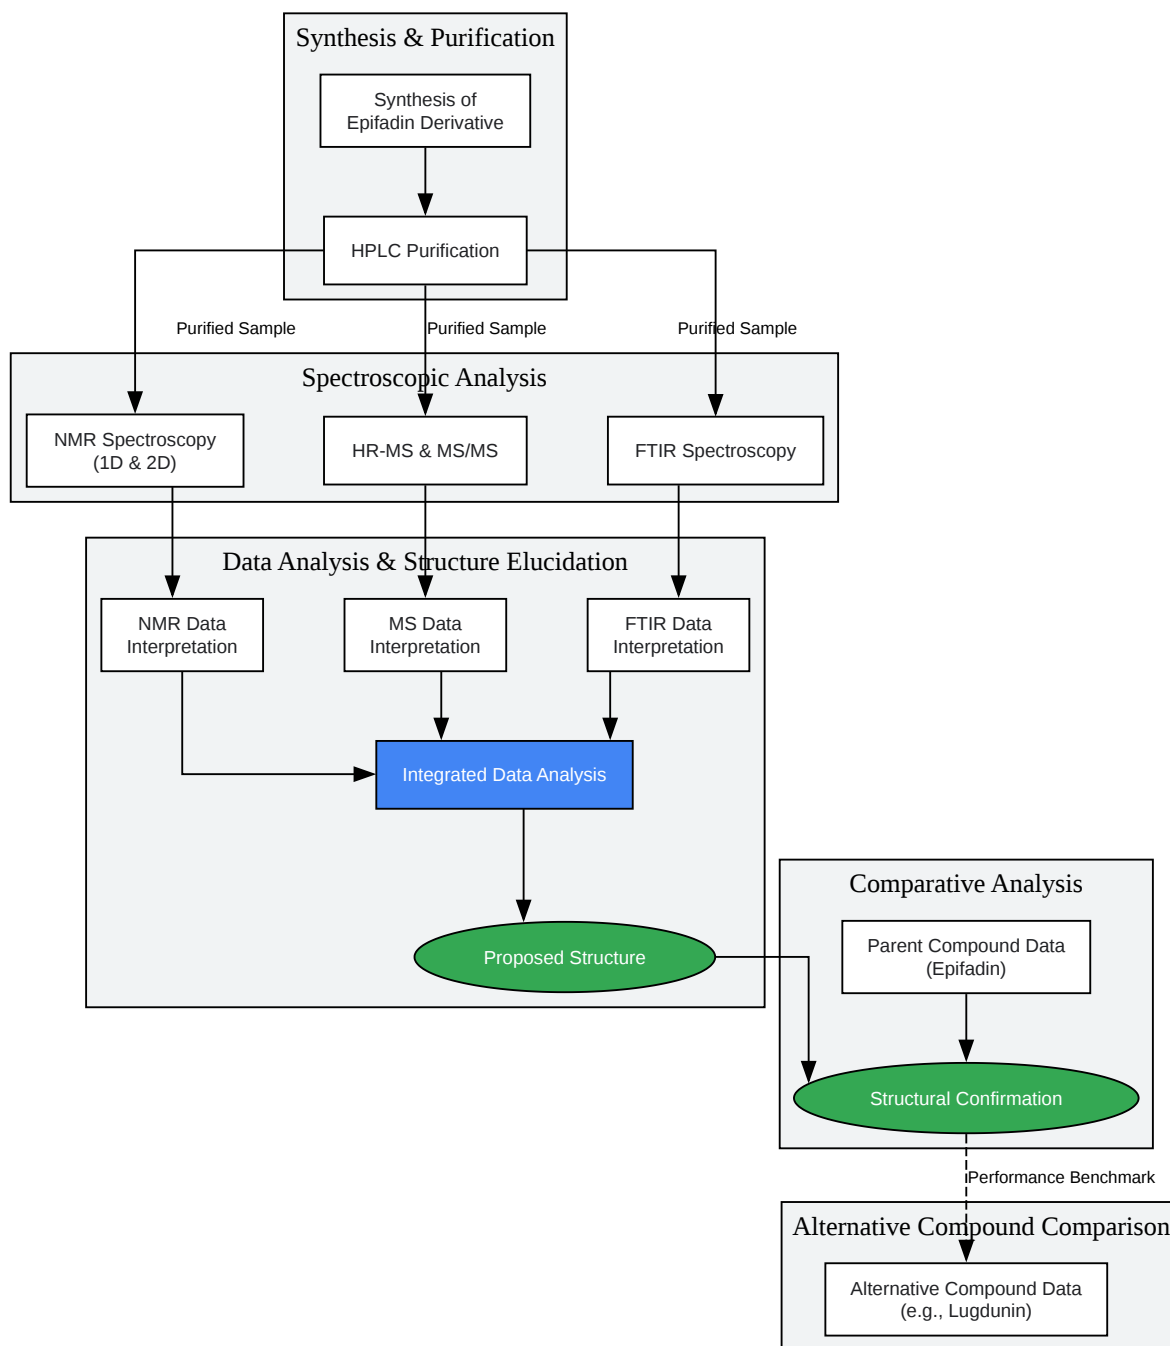 Synthesis & Purification
Synthesis of
Epifadin Derivative
HPLC Purification
Purified Sample
Purified Sample
Purified Sample
Spectroscopic Analysis
NMR Spectroscopy
(1D & 2D)
HR-MS & MS/MS
FTIR Spectroscopy
Data Analysis & Structure Elucidation
NMR Data
Interpretation
MS Data
Interpretation
FTIR Data
Interpretation
Integrated Data Analysis
Proposed Structure
Comparative Analysis
Parent Compound Data
(Epifadin)
Structural Confirmation
Performance Benchmark
Alternative Compound Comparison
Alternative Compound Data
(e.g., Lugdunin)